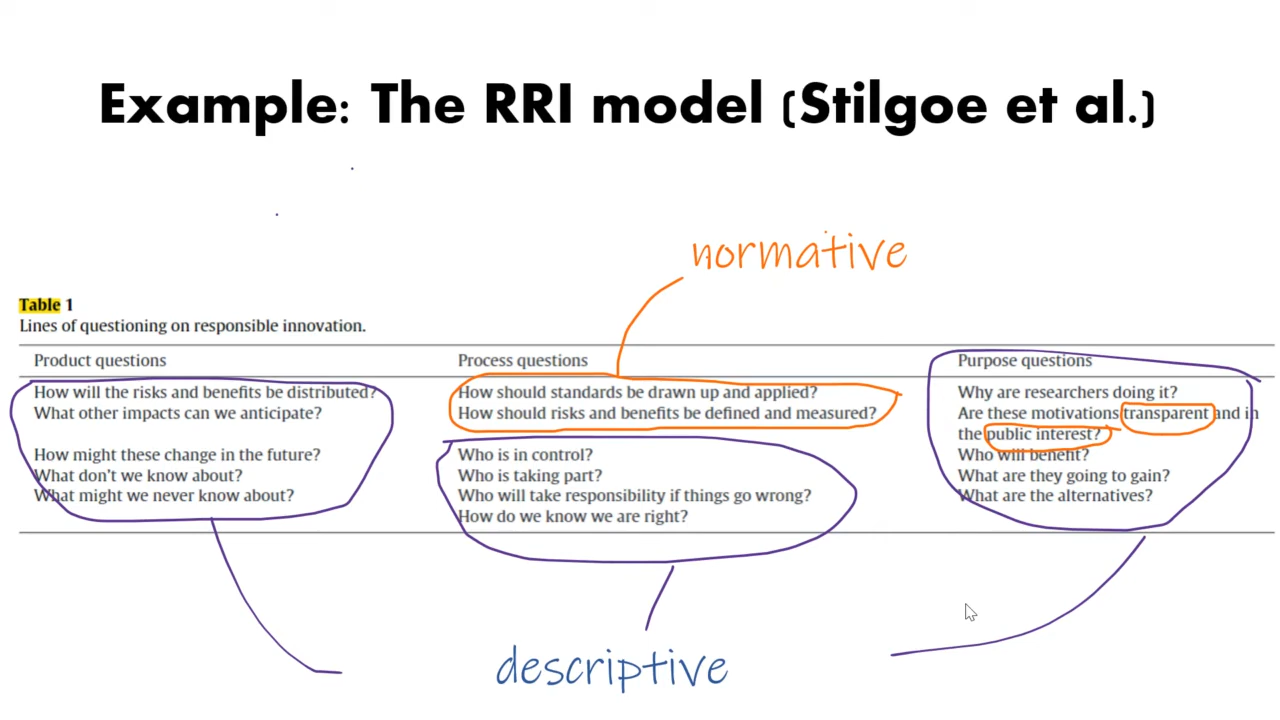 Example: The RRI model (Stilgoe et al.)
normative
Table 1
Lines of questioning on responsible innovation.
Product questions
How will the risks and benefits be distributed?
What other impacts can we anticipate?
How might these change in the future?
What don't we know about?
What might we never know about?
Process questions
How should standards be drawn up and applied?
How should risks and benefits be defined and measured?
Who is in control?
Who is taking part?
Who will take responsibility if things go wrong?
How do we know we are right?
Purpose questions
Why are researchers doing it?
Are these motivations transparent and in
the public interest?
Who will benefit?
What are they going to gain?
What are the alternatives?
descriptive